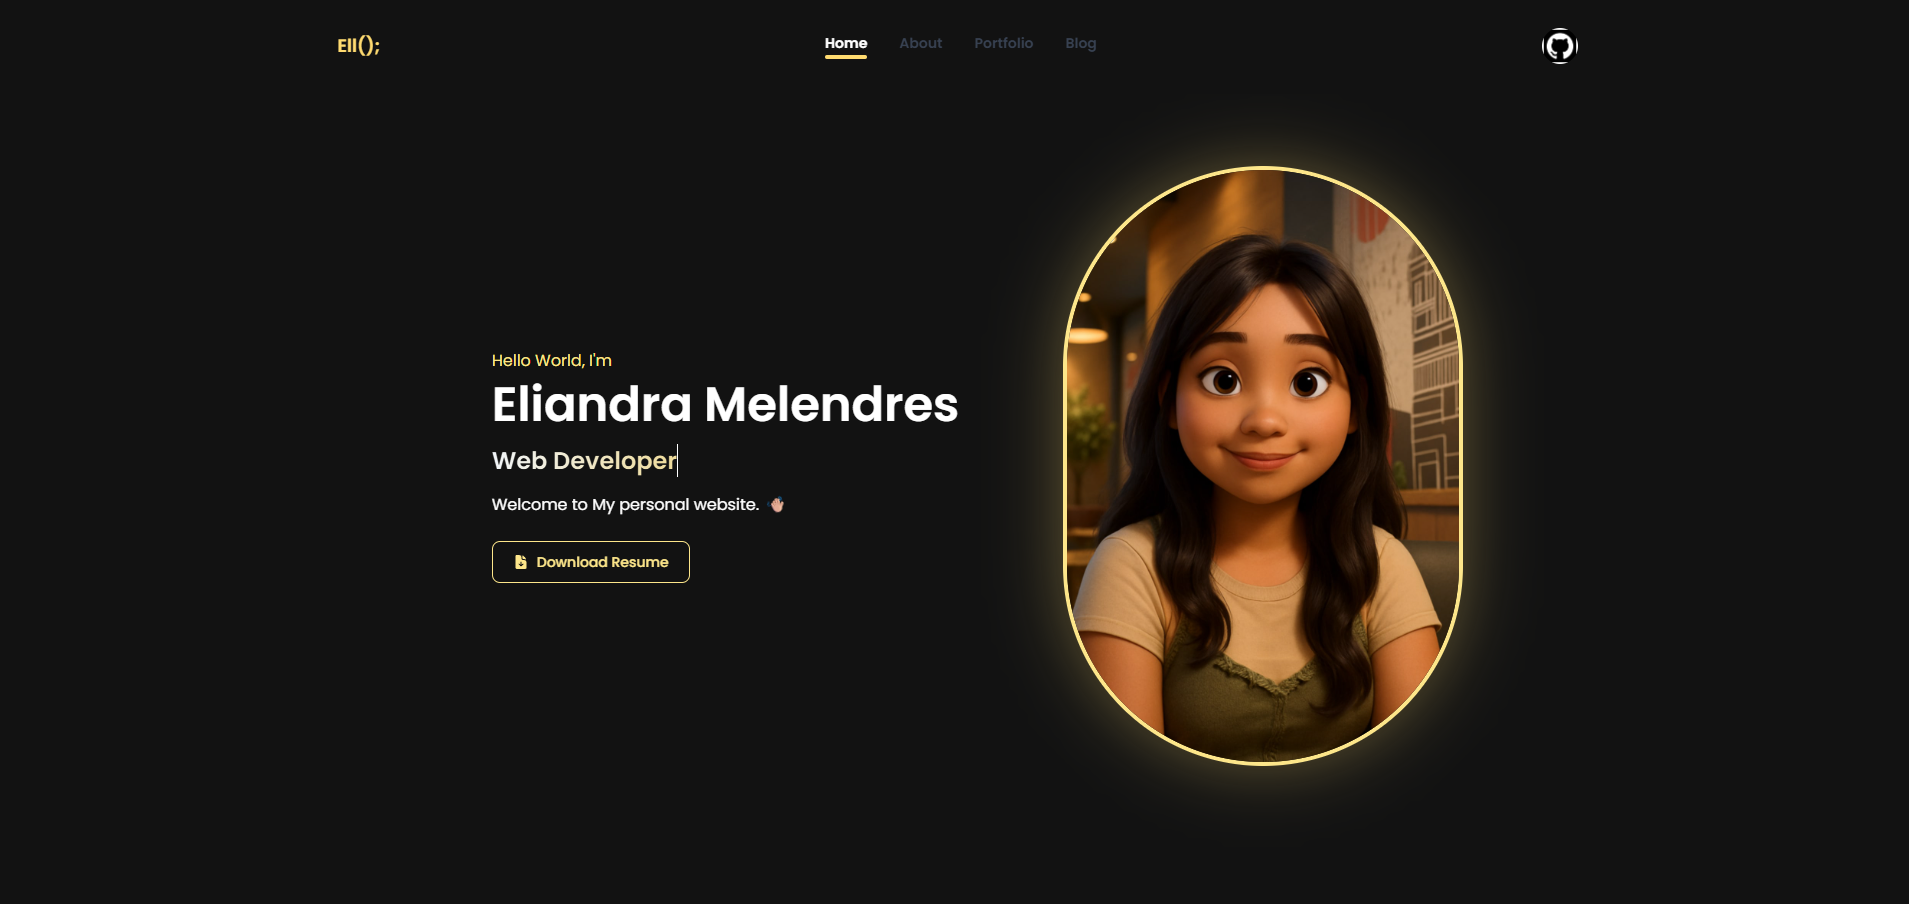 Ell();
Home About Portfolio Blog
Hello World, I'm
Eliandra Melendres
Web Developer
Welcome to My personal website. 👋🏼
Download Resume